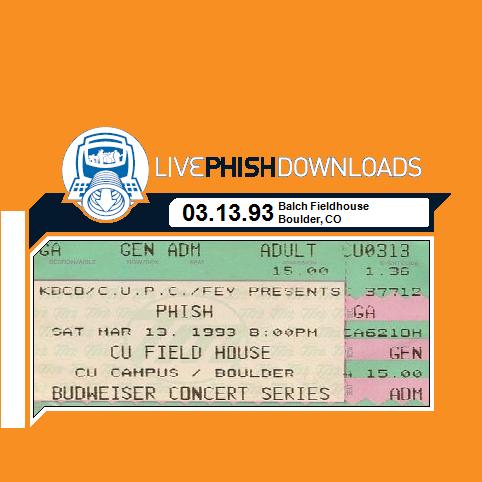 LIVEPHISHDOWNLOADS
03.13.93
Balch Fieldhouse
Boulder, CO
GA GEN ADM ADULT CU0313
15.00 1.36
KBCO/C.U.P.C./FEY PRESENTS 37712
PHISH GA
SAT MAR 13, 1993 8:00PM CA621DH
CU FIELD HOUSE GEN
CU CAMPUS / BOULDER 15.00
BUDWEISER CONCERT SERIES ADM